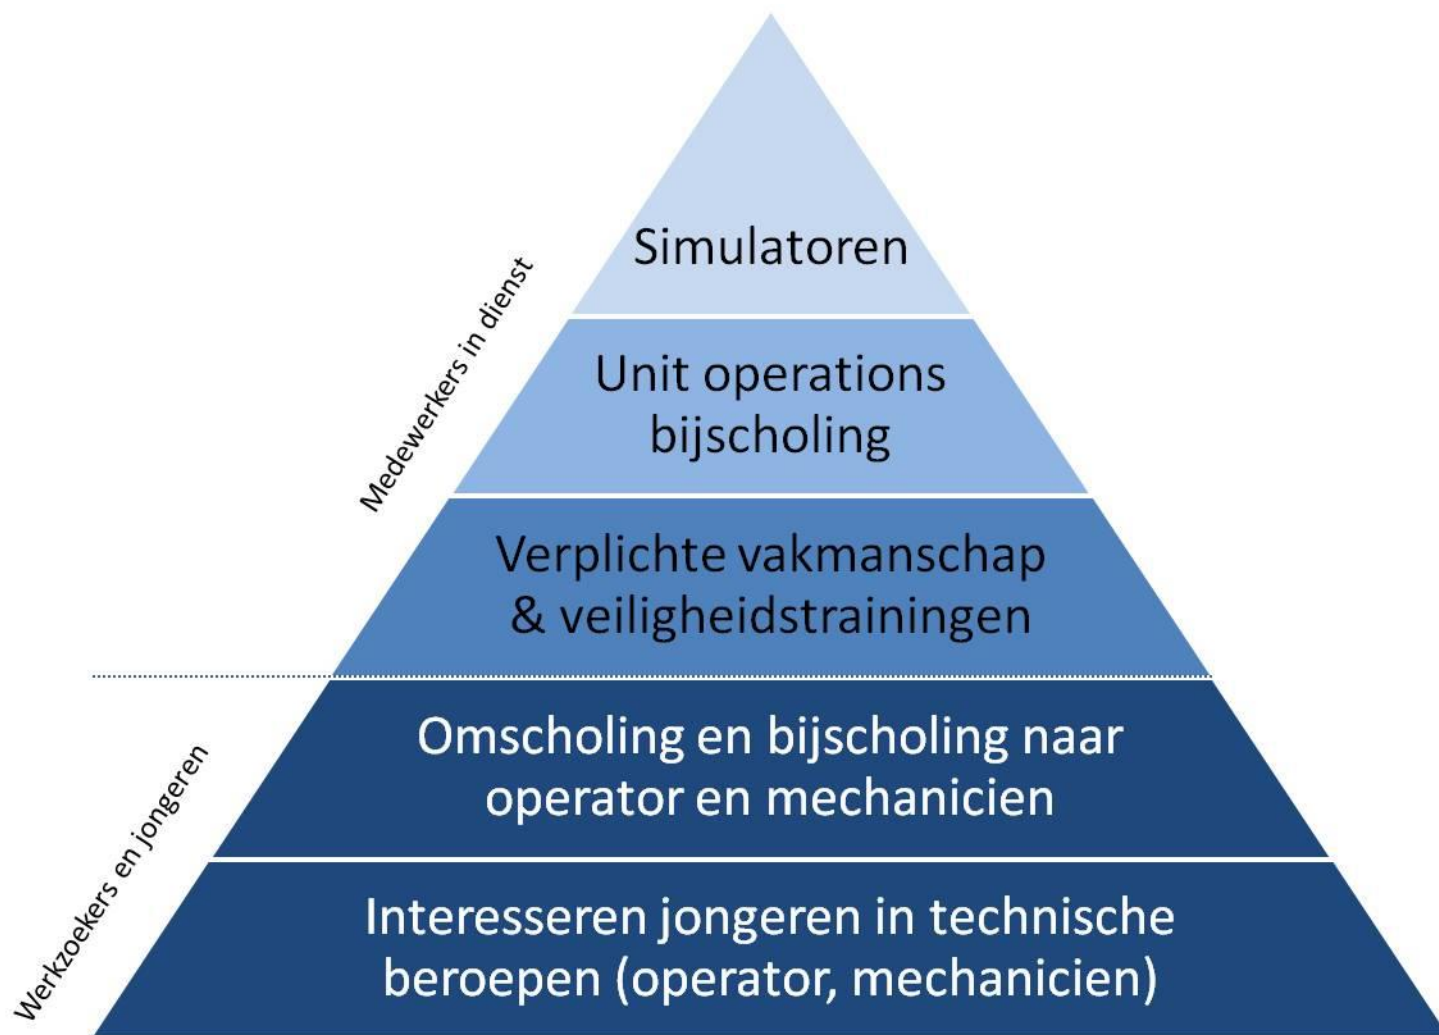 Simulatoren
Medewerkers in dienst
Unit operations
bijscholing
Verplichte vakmanschap
& veiligheidstrainingen
Omscholing en bijscholing naar
operator en mechanicien
Werkzoekers en jongeren
Interesseren jongeren in technische
beroepen (operator, mechanicien)